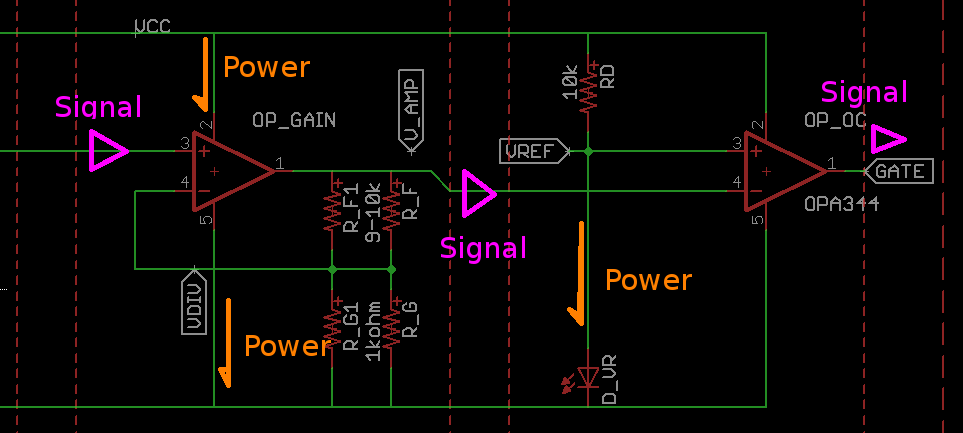 VCC
Power
Signal
OP_GAIN
V_AMP
2
3
1
4
5
R_F1
9-10k
R_F
VDIV
Power
R_G1
1kohm
R_G
Signal
10k
RD
VREF
Power
D_VR
Signal
OP_OC
2
3
1
4
5
GATE
OPA344